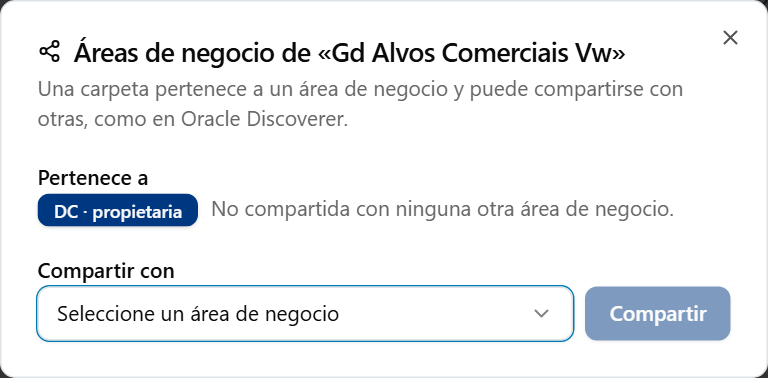 Áreas de negocio de «Gd Alvos Comerciais Vw»
Una carpeta pertenece a un área de negocio y puede compartirse con
otras, como en Oracle Discoverer.
Pertenece a
DC · propietaria No compartida con ninguna otra área de negocio.
Compartir con
Seleccione un área de negocio
Compartir